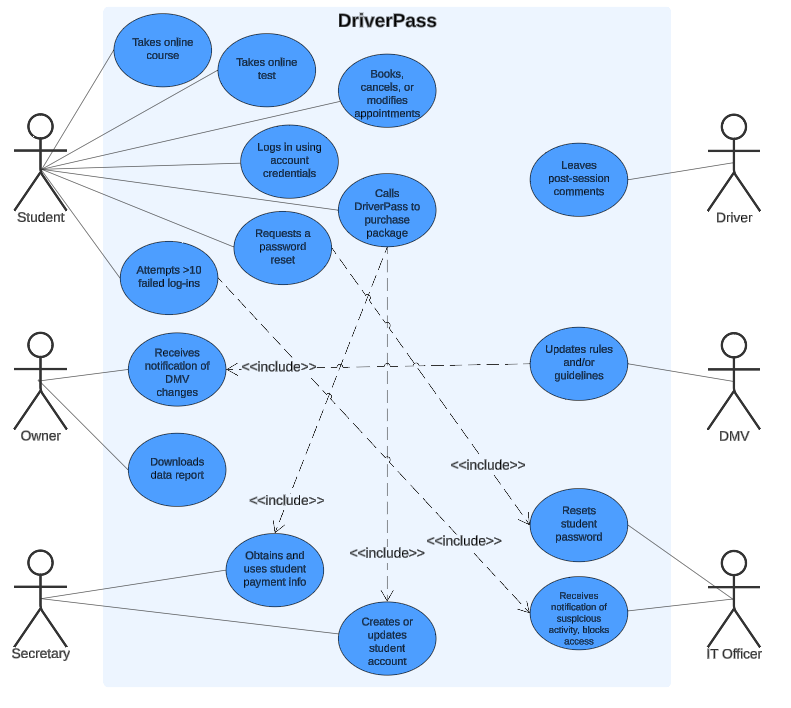 DriverPass
Takes online
course
Takes online
test
Books,
cancels, or
modifies
appointments
Logs in using
account
credentials
Leaves
post-session
comments
Calls
DriverPass to
purchase
package
Student
Driver
Requests a
password
reset
Attempts >10
failed log-ins
Receives
notification of
DMV
changes
<<include>>
Updates rules
and/or
guidelines
Owner
DMV
Downloads
data report
<<include>>
<<include>>
Resets
student
password
<<include>>
<<include>>
Obtains and
uses student
payment info
Receives
notification of
suspicious
activity, blocks
access
Creates or
updates
student
account
Secretary
IT Officer